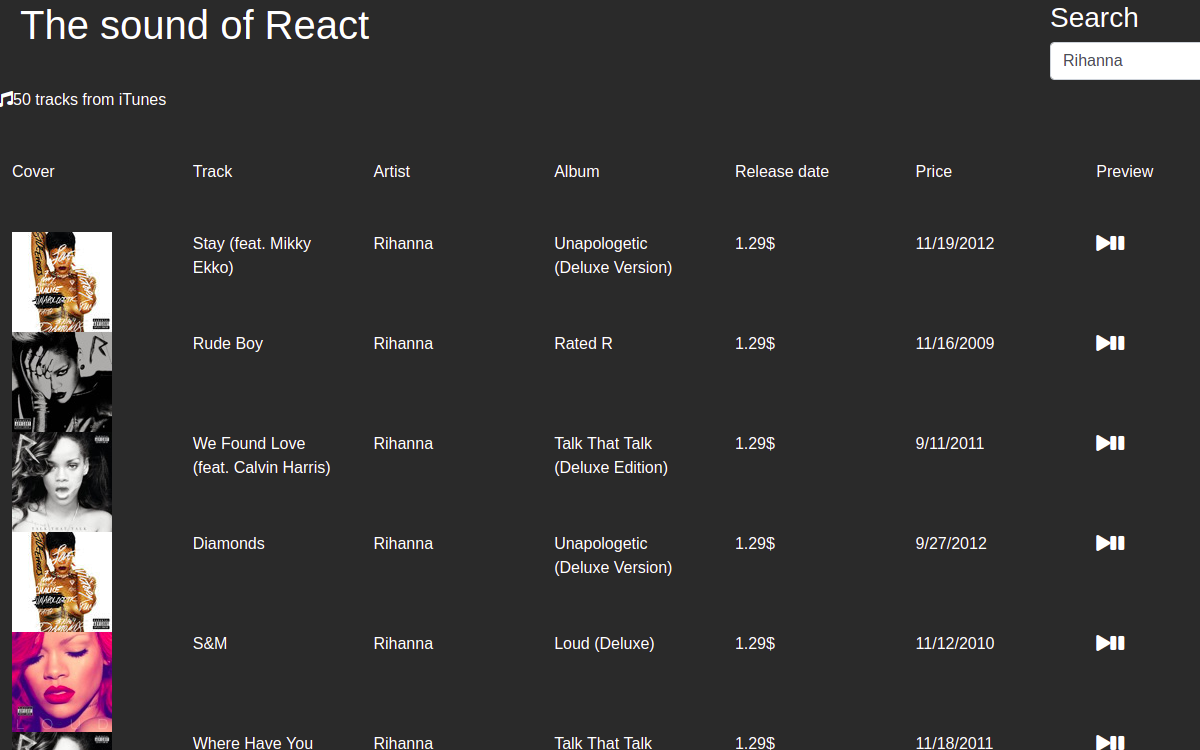 The sound of React
Search
Rihanna
50 tracks from iTunes
Cover Track Artist Album Release date Price Preview
Stay (feat. Mikky Rihanna Unapologetic 1.29$ 11/19/2012
Ekko) (Deluxe Version)
Rude Boy Rihanna Rated R 1.29$ 11/16/2009
We Found Love Rihanna Talk That Talk 1.29$ 9/11/2011
(feat. Calvin Harris) (Deluxe Edition)
Diamonds Rihanna Unapologetic 1.29$ 9/27/2012
(Deluxe Version)
S&M Rihanna Loud (Deluxe) 1.29$ 11/12/2010
LOUD
Where Have You Rihanna Talk That Talk 1.29$ 11/18/2011